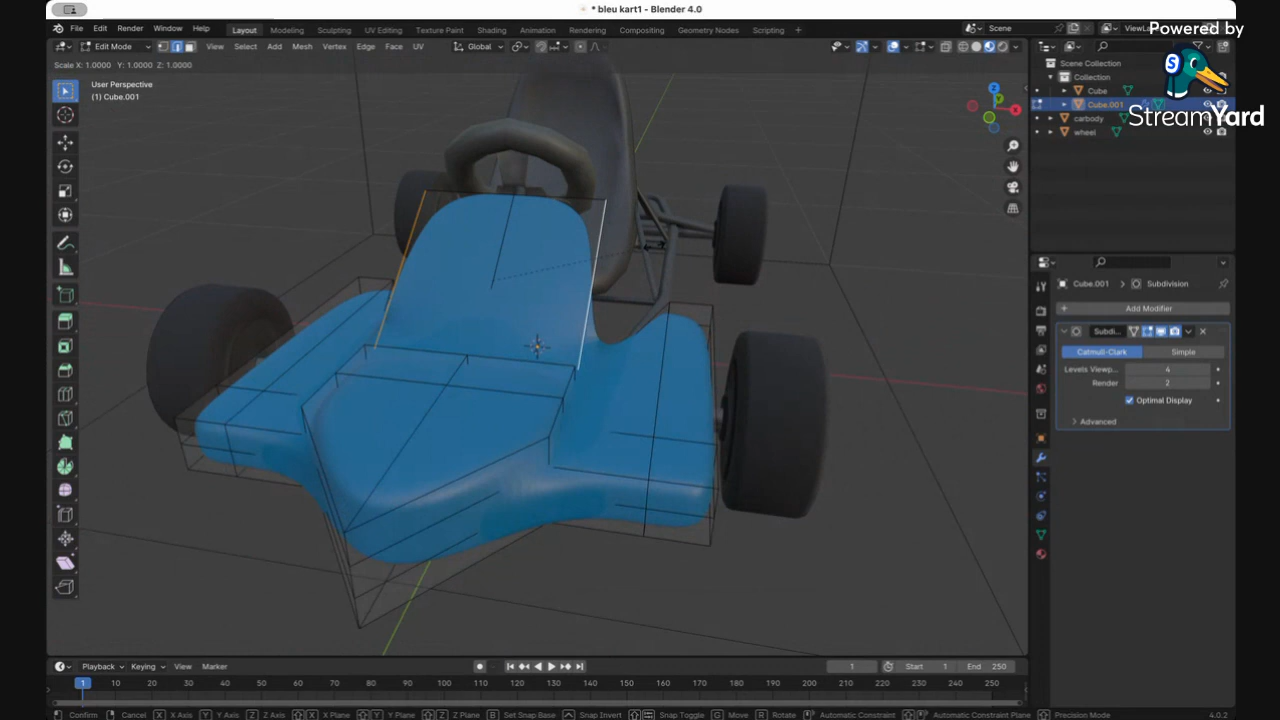 * bleu kart1 - Blender 4.0
Powered by
StreamYard
File Edit Render Window Help
Layout Modeling Sculpting UV Editing Texture Paint Shading Animation Rendering Compositing Geometry Nodes Scripting +
Scene
Edit Mode View Select Add Mesh Vertex Edge Face UV
Global
Scale X: 1.0000 Y: 1.0000 Z: 1.0000
User Perspective
(1) Cube.001
Scene Collection
Collection
Cube
Cube.001
carbody
wheel
Cube.001 > Subdivision
Add Modifier
Subdi...
Catmull-Clark Simple
Levels Viewp... 4
Render 2
Optimal Display
Advanced
Playback Keying View Marker
1 Start 1 End 250
1 10 20 30 40 50 60 70 80 90 100 110 120 130 140 150 160 170 180 190 200 210 220 230 240 250
Confirm Cancel X X Axis Y Y Axis Z Z Axis X X Plane Y Y Plane Z Z Plane B Set Snap Base Snap Invert Snap Toggle G Move R Rotate Automatic Constraint Automatic Constraint Plane Precision Mode 4.0.2